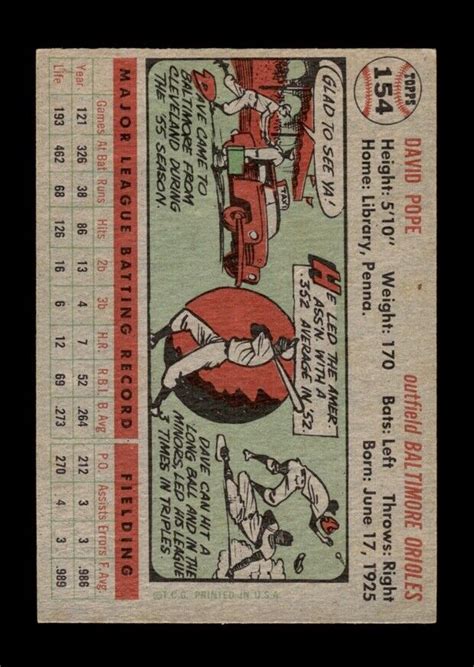 TOPPS
154
DAVID POPE
outfield BALTIMORE ORIOLES
Height: 5'10" Weight: 170 Bats: Left Throws: Right
Home: Library, Penna. Born: June 17, 1925
GLAD TO SEE YA!
TAXI
DAVE CAME TO
BALTIMORE FROM
CLEVELAND DURING
THE '55 SEASON.
HE LED THE AMER.
ASS'N. WITH A
.352 AVERAGE IN '52.
DAVE CAN HIT A
LONG BALL AND IN THE
MINORS, LED HIS LEAGUE
3 TIMES IN TRIPLES.
MAJOR LEAGUE BATTING RECORD FIELDING
Games At Bat Runs Hits 2b 3b H.R. R.B.I. B.Avg P.O. Assists Errors F.Avg.
Year 121 326 38 86 13 4 7 52 .264 212 3 3 .986
Life 193 462 68 126 16 6 12 69 .273 270 4 3 .989
©T.C.G. PRINTED IN U.S.A.